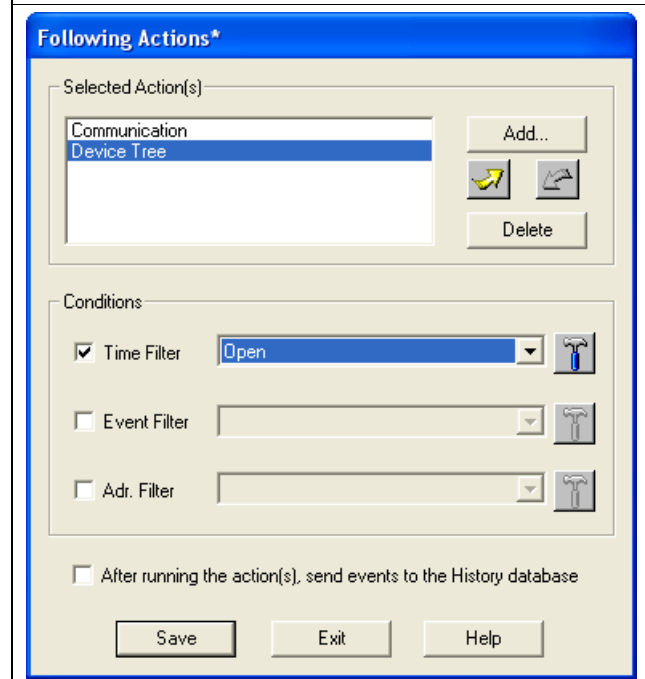 Following Actions*
Selected Action(s)
Communication
Device Tree
Add...
Delete
Conditions
Time Filter
Open
Event Filter
Adr. Filter
After running the action(s), send events to the History database
Save
Exit
Help